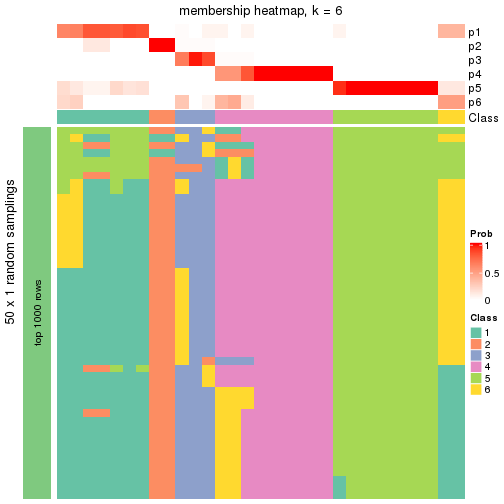 membership heatmap, k = 6
p1
p2
p3
p4
p5
p6
Class
50 x 1 random samplings
top 1000 rows
Prob
1
0.5
0
Class
1
2
3
4
5
6